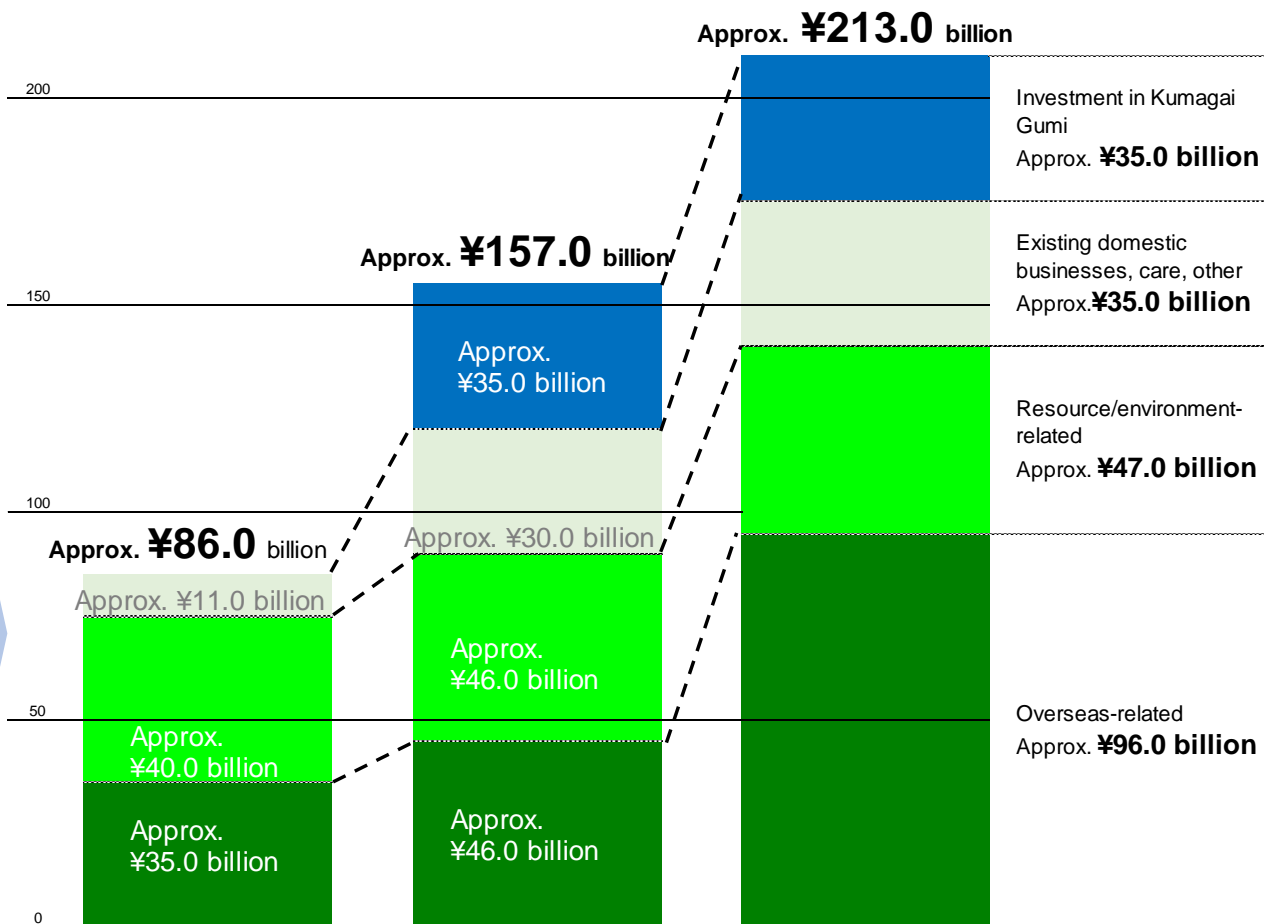 Approx. ¥213.0 billion
200
Investment in Kumagai
Gumi
Approx. ¥35.0 billion
Approx. ¥157.0 billion
Existing domestic
businesses, care, other
Approx.¥35.0 billion
150
Approx.
¥35.0 billion
Resource/environment-
related
Approx. ¥47.0 billion
100
Approx. ¥86.0 billion
Approx. ¥30.0 billion
Approx. ¥11.0 billion
Approx.
¥46.0 billion
50
Overseas-related
Approx. ¥96.0 billion
Approx.
¥40.0 billion
Approx.
¥35.0 billion
Approx.
¥46.0 billion
0